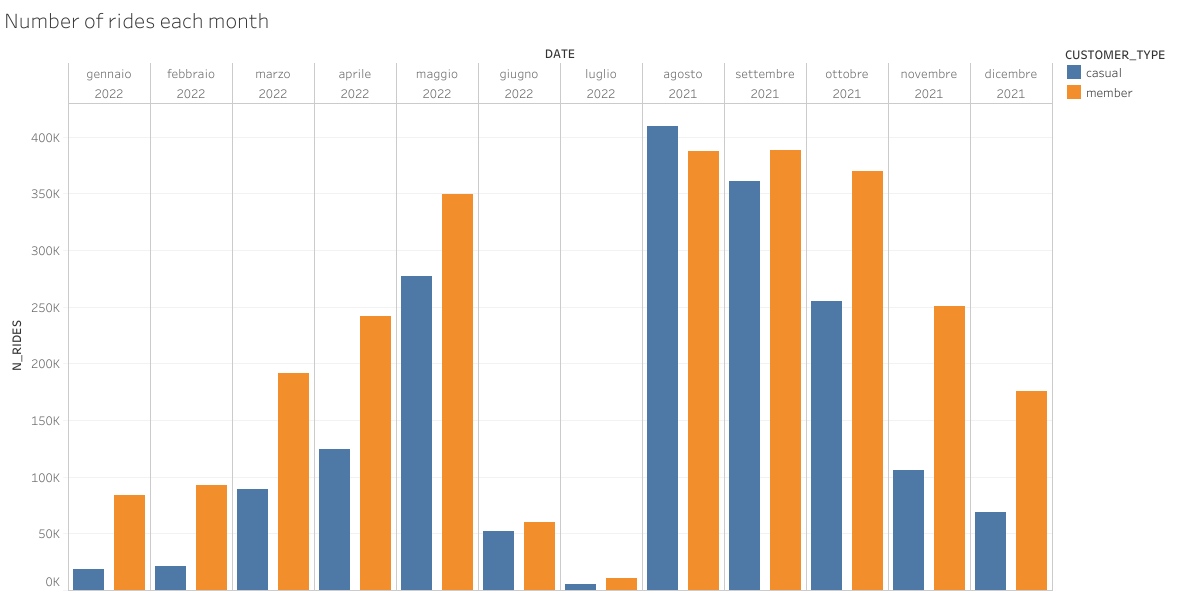 Number of rides each month
DATE
CUSTOMER_TYPE
gennaio febbraio marzo aprile maggio giugno luglio agosto settembre ottobre novembre dicembre
casual
2022 2022 2022 2022 2022 2022 2022 2021 2021 2021 2021 2021
member
400K
350K
300K
250K
200K
150K
100K
50K
0K
N_RIDES